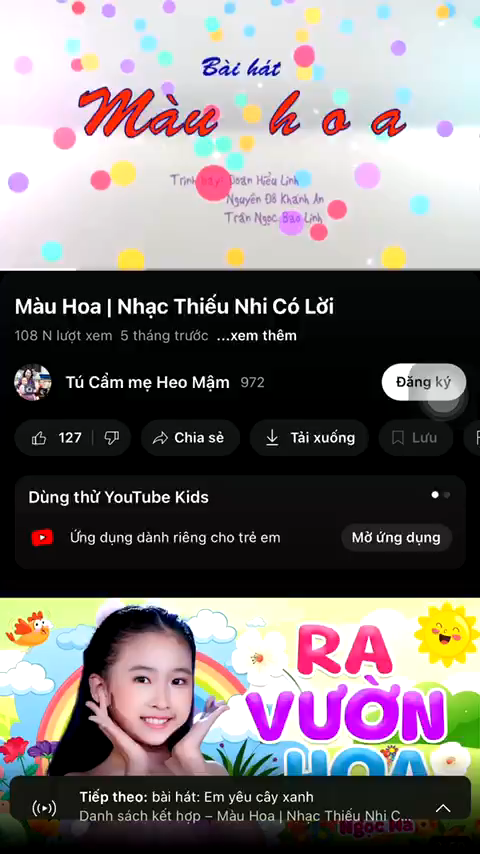 Bài hát
Màu hoa
Trình bày: Doãn Hiểu Linh
Nguyễn Đỗ Khánh An
Trần Ngọc Bảo Linh
Màu Hoa | Nhạc Thiếu Nhi Có Lời
108 N lượt xem 5 tháng trước ...xem thêm
Tú Cẩm mẹ Heo Mậm 972
Đăng ký
127
Chia sẻ
Tải xuống
Lưu
Dùng thử YouTube Kids
Ứng dụng dành riêng cho trẻ em
Mở ứng dụng
RA
VƯỜN
HOA
Tiếp theo: bài hát: Em yêu cây xanh
Danh sách kết hợp – Màu Hoa | Nhạc Thiếu Nhi C...